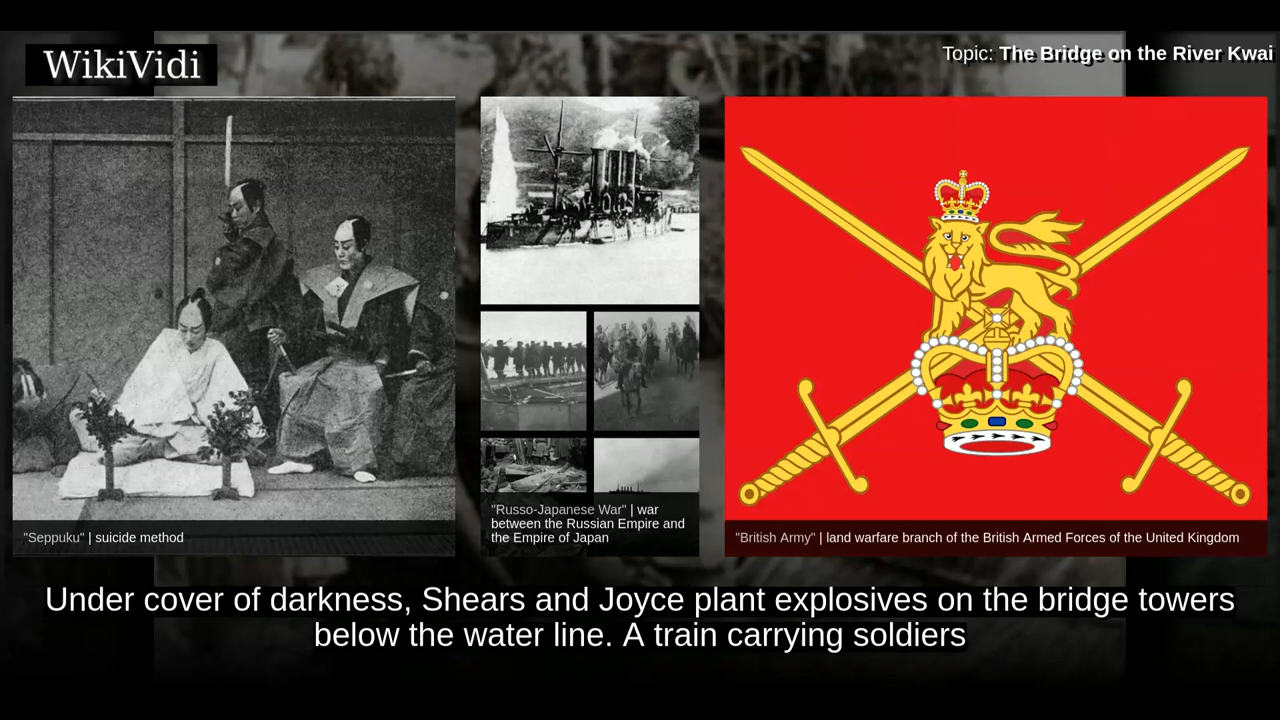 WikiVidi
Topic: The Bridge on the River Kwai
"Seppuku" | suicide method
"Russo-Japanese War" | war
between the Russian Empire and
the Empire of Japan
"British Army" | land warfare branch of the British Armed Forces of the United Kingdom
Under cover of darkness, Shears and Joyce plant explosives on the bridge towers
below the water line. A train carrying soldiers